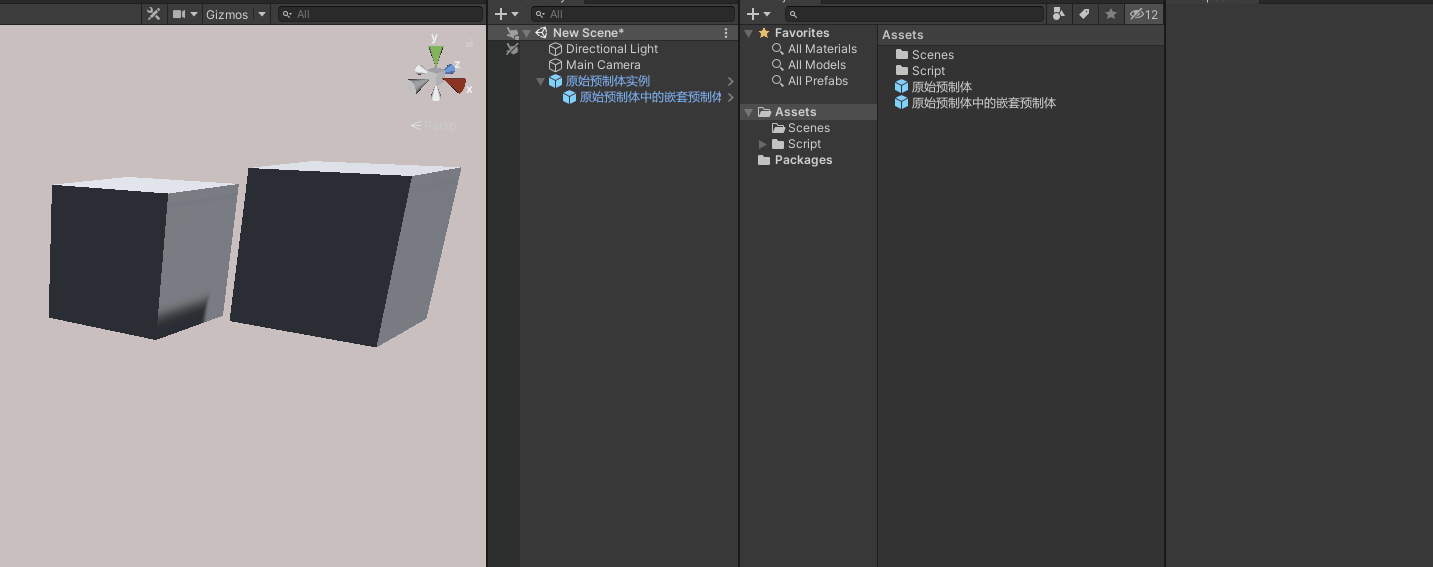 Gizmos
All
y
z
x
Persp
All
New Scene*
Directional Light
Main Camera
原始预制体实例
原始预制体中的嵌套预制体
12
Favorites
All Materials
All Models
All Prefabs
Assets
Scenes
Script
Packages
Assets
Scenes
Script
原始预制体
原始预制体中的嵌套预制体